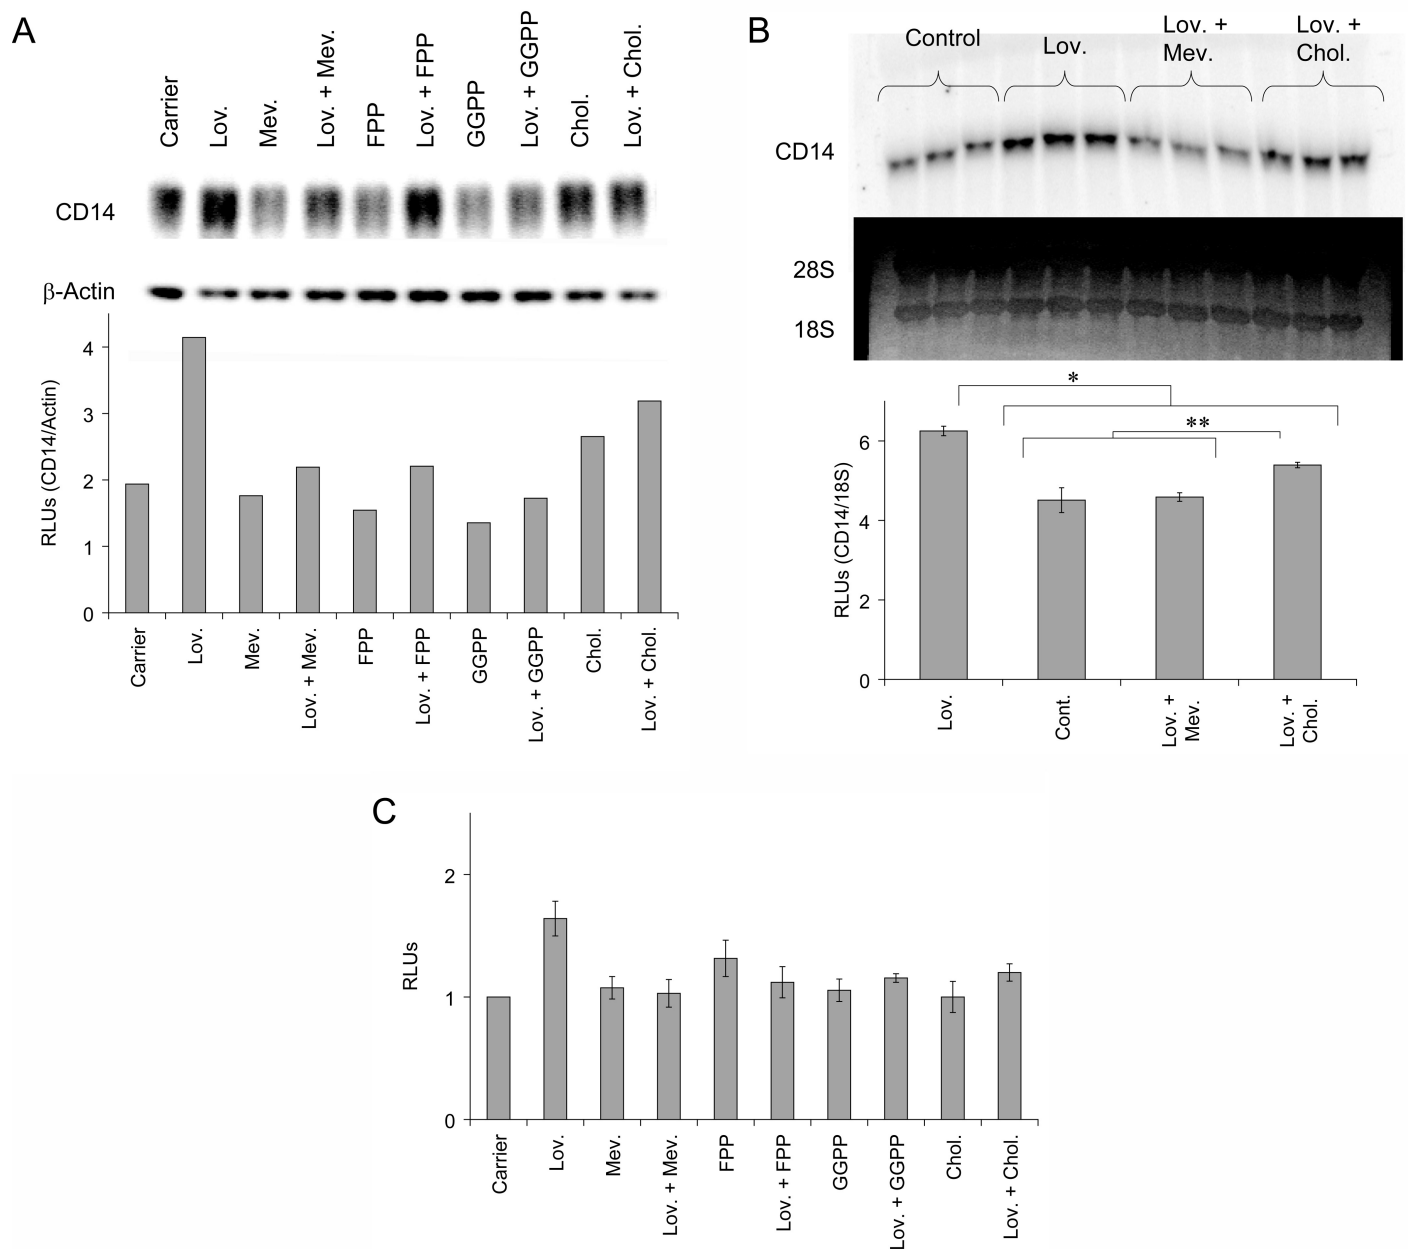 A
Carrier
Lov.
Mev.
Lov. + Mev.
FPP
Lov. + FPP
GGPP
Lov. + GGPP
Chol.
Lov. + Chol.
CD14
β-Actin
RLUs (CD14/Actin)
4
3
2
1
0
Carrier
Lov.
Mev.
Lov. + Mev.
FPP
Lov. + FPP
GGPP
Lov. + GGPP
Chol.
Lov. + Chol.
B
Control
Lov.
Lov. +
Mev.
Lov. +
Chol.
CD14
28S
18S
*
**
RLUs (CD14/18S)
6
4
2
0
Lov.
Cont.
Lov. +
Mev.
Lov. +
Chol.
C
RLUs
2
1
0
Carrier
Lov.
Mev.
Lov. + Mev.
FPP
Lov. + FPP
GGPP
Lov. + GGPP
Chol.
Lov. + Chol.